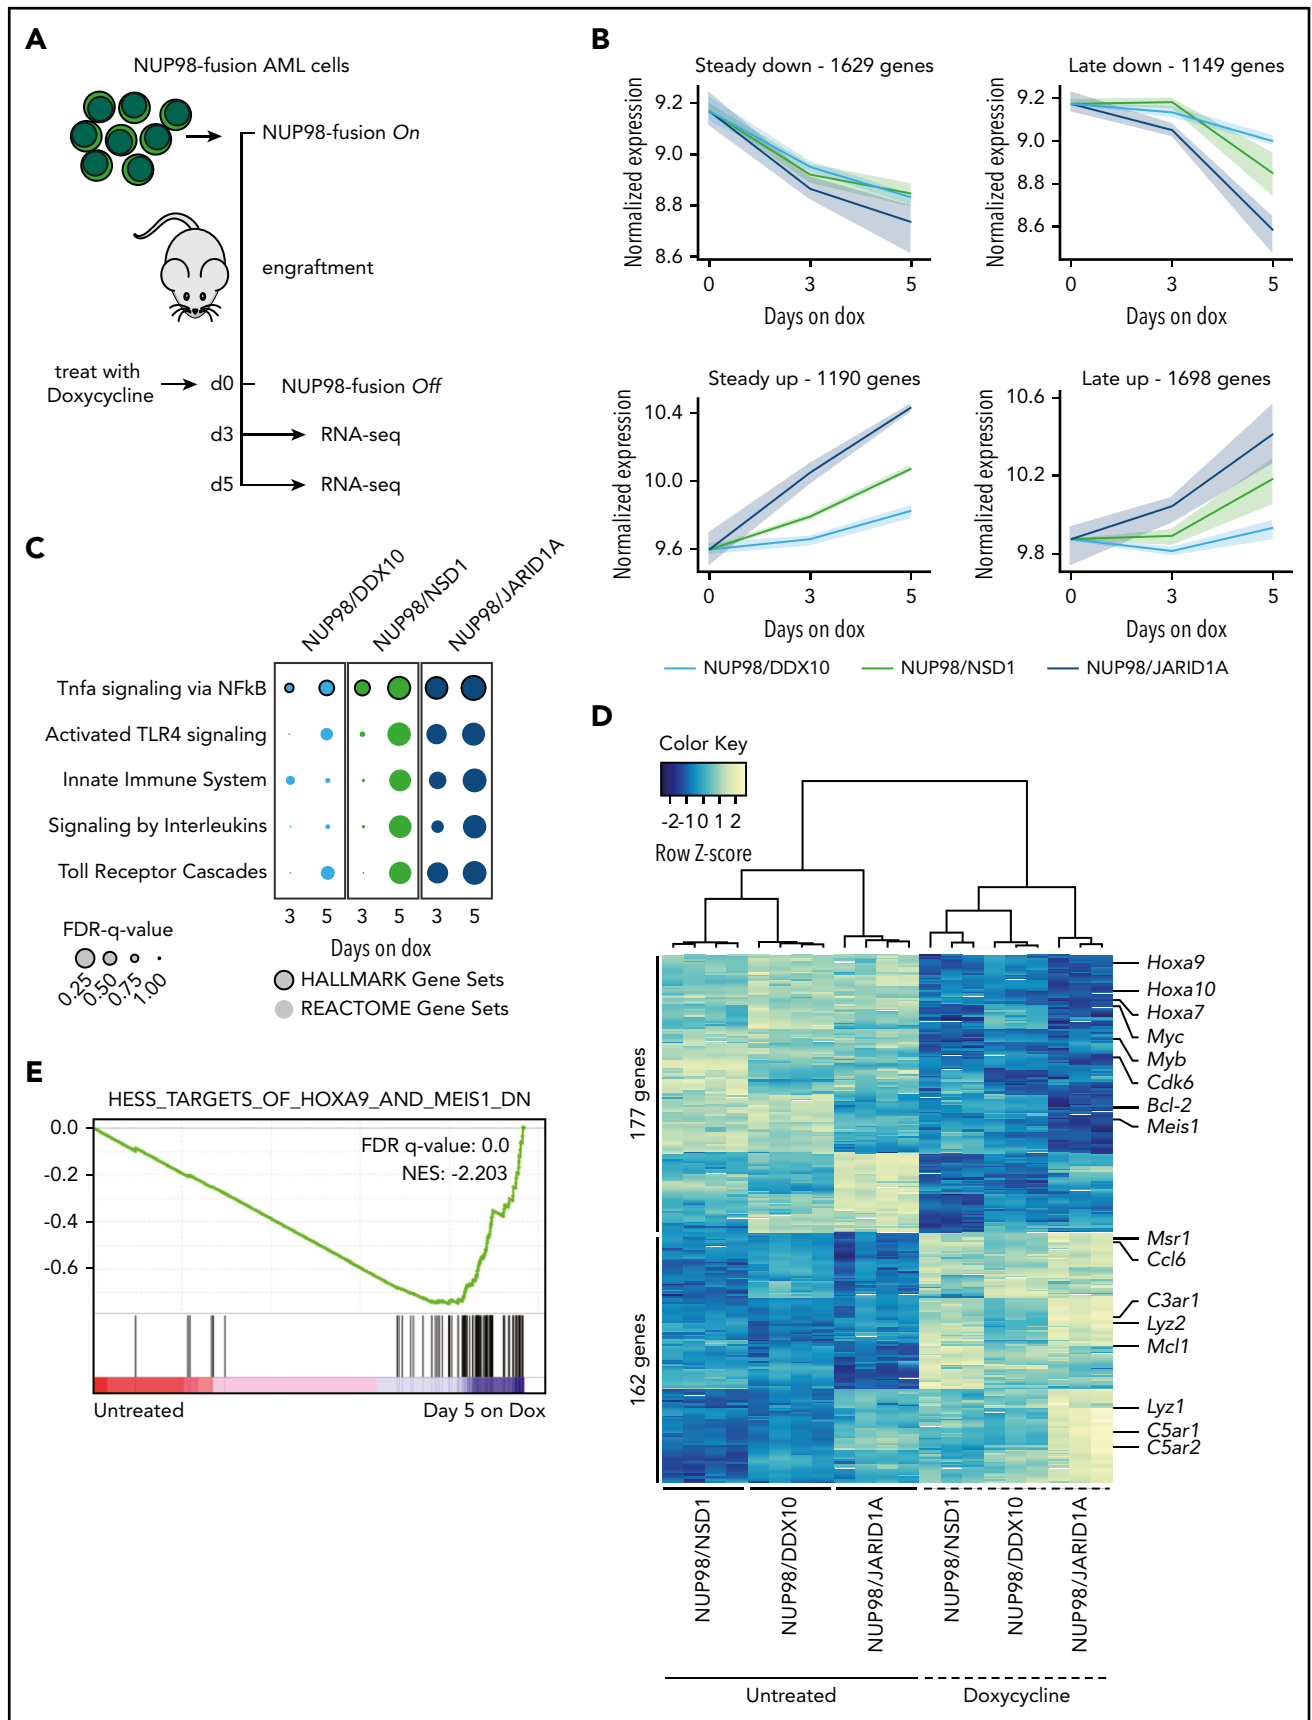 A
NUP98-fusion AML cells
NUP98-fusion On
engraftment
treat with
Doxycycline
d0
NUP98-fusion Off
d3
RNA-seq
d5
RNA-seq
B
Steady down - 1629 genes
Normalized expression
9.2
9.0
8.8
8.6
0
3
5
Days on dox
Late down - 1149 genes
Normalized expression
9.2
9.0
8.8
8.6
0
3
5
Days on dox
Steady up - 1190 genes
Normalized expression
10.4
10.0
9.6
0
3
5
Days on dox
Late up - 1698 genes
Normalized expression
10.6
10.2
9.8
0
3
5
Days on dox
NUP98/DDX10
NUP98/NSD1
NUP98/JARID1A
C
NUP98/DDX10
NUP98/NSD1
NUP98/JARID1A
Tnfa signaling via NFkB
Activated TLR4 signaling
Innate Immune System
Signaling by Interleukins
Toll Receptor Cascades
3 5 3 5 3 5
Days on dox
FDR-q-value
0.25
0.50
0.75
1.00
HALLMARK Gene Sets
REACTOME Gene Sets
D
Color Key
-2-1 0 1 2
Row Z-score
177 genes
162 genes
Hoxa9
Hoxa10
Hoxa7
Myc
Myb
Cdk6
Bcl-2
Meis1
Msr1
Ccl6
C3ar1
Lyz2
Mcl1
Lyz1
C5ar1
C5ar2
NUP98/NSD1
NUP98/DDX10
NUP98/JARID1A
NUP98/NSD1
NUP98/DDX10
NUP98/JARID1A
Untreated
Doxycycline
E
HESS_TARGETS_OF_HOXA9_AND_MEIS1_DN
0.0
-0.2
-0.4
-0.6
FDR q-value: 0.0
NES: -2.203
Untreated
Day 5 on Dox